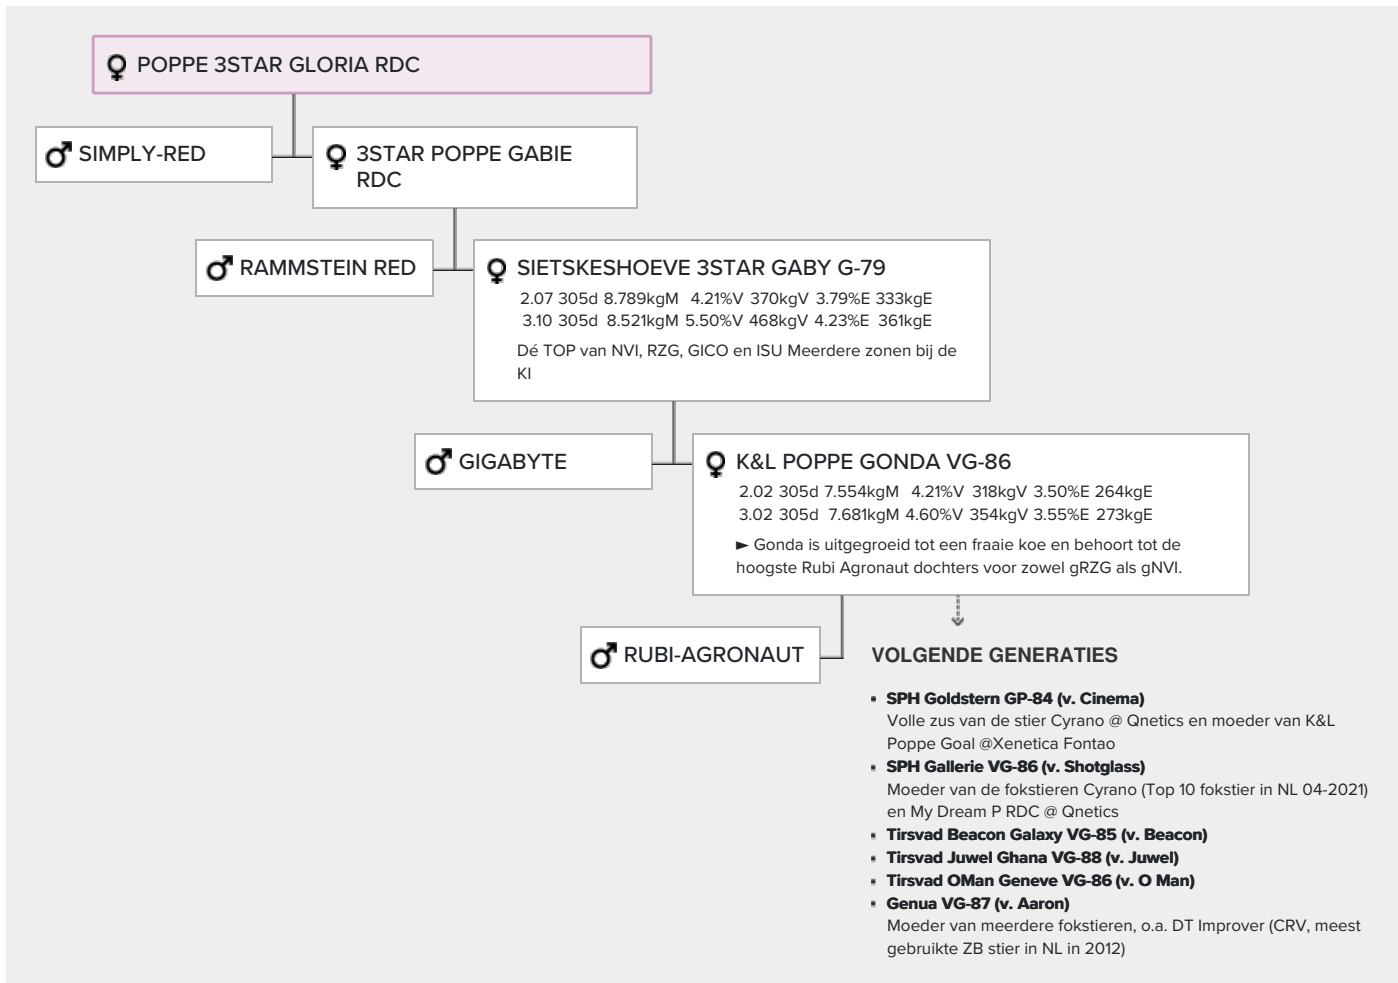 POPPE 3STAR GLORIA RDC
SIMPLY-RED
3STAR POPPE GABIE
RDC
RAMMSTEIN RED
SIETSKESHOEVE 3STAR GABY G-79
2.07 305d 8.789kgM 4.21%V 370kgV 3.79%E 333kgE
3.10 305d 8.521kgM 5.50%V 468kgV 4.23%E 361kgE
Dé TOP van NVI, RZG, GICO en ISU Meerdere zonen bij de
KI
GIGABYTE
K&L POPPE GONDA VG-86
2.02 305d 7.554kgM 4.21%V 318kgV 3.50%E 264kgE
3.02 305d 7.681kgM 4.60%V 354kgV 3.55%E 273kgE
► Gonda is uitgegroeid tot een fraaie koe en behoort tot de
hoogste Rubi Agronaut dochters voor zowel gRZG als gNVI.
RUBI-AGRONAUT
VOLGENDE GENERATIES
▪ SPH Goldstern GP-84 (v. Cinema)
Volle zus van de stier Cyrano @ Qnetics en moeder van K&L
Poppe Goal @Xenetica Fontao
▪ SPH Gallerie VG-86 (v. Shotglass)
Moeder van de fokstieren Cyrano (Top 10 fokstier in NL 04-2021)
en My Dream P RDC @ Qnetics
▪ Tirsvad Beacon Galaxy VG-85 (v. Beacon)
▪ Tirsvad Juwel Ghana VG-88 (v. Juwel)
▪ Tirsvad OMan Geneve VG-86 (v. O Man)
▪ Genua VG-87 (v. Aaron)
Moeder van meerdere fokstieren, o.a. DT Improver (CRV, meest
gebruikte ZB stier in NL in 2012)